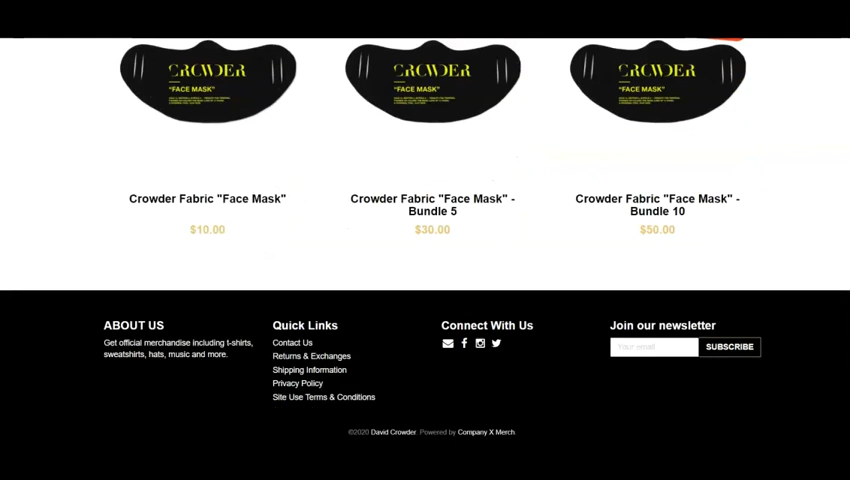 CROWDER CROWDER CROWDER
"FACE MASK" "FACE MASK" "FACE MASK"
Crowder Fabric "Face Mask" Crowder Fabric "Face Mask" - Crowder Fabric "Face Mask" -
Bundle 5 Bundle 10
$10.00 $30.00 $50.00
ABOUT US Quick Links Connect With Us Join our newsletter
Get official merchandise including t-shirts, Contact Us Your email SUBSCRIBE
sweatshirts, hats, music and more. Returns & Exchanges
Shipping Information
Privacy Policy
Site Use Terms & Conditions
©2020 David Crowder. Powered by Company X Merch